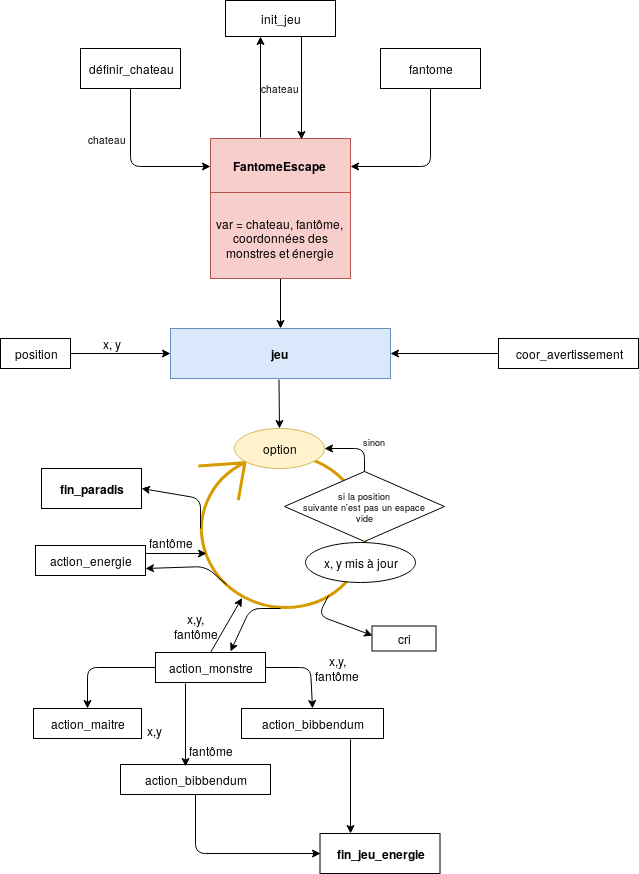 init_jeu
définir_chateau
fantome
chateau
chateau
FantomeEscape
var = chateau, fantôme,
coordonnées des
monstres et énergie
position
x, y
jeu
coor_avertissement
option
sinon
fin_paradis
si la position
suivante n'est pas un espace
vide
fantôme
action_energie
x, y mis à jour
x,y,
fantôme
cri
action_monstre
x,y,
fantôme
action_maitre
x,y
action_bibbendum
fantôme
action_bibbendum
fin_jeu_energie